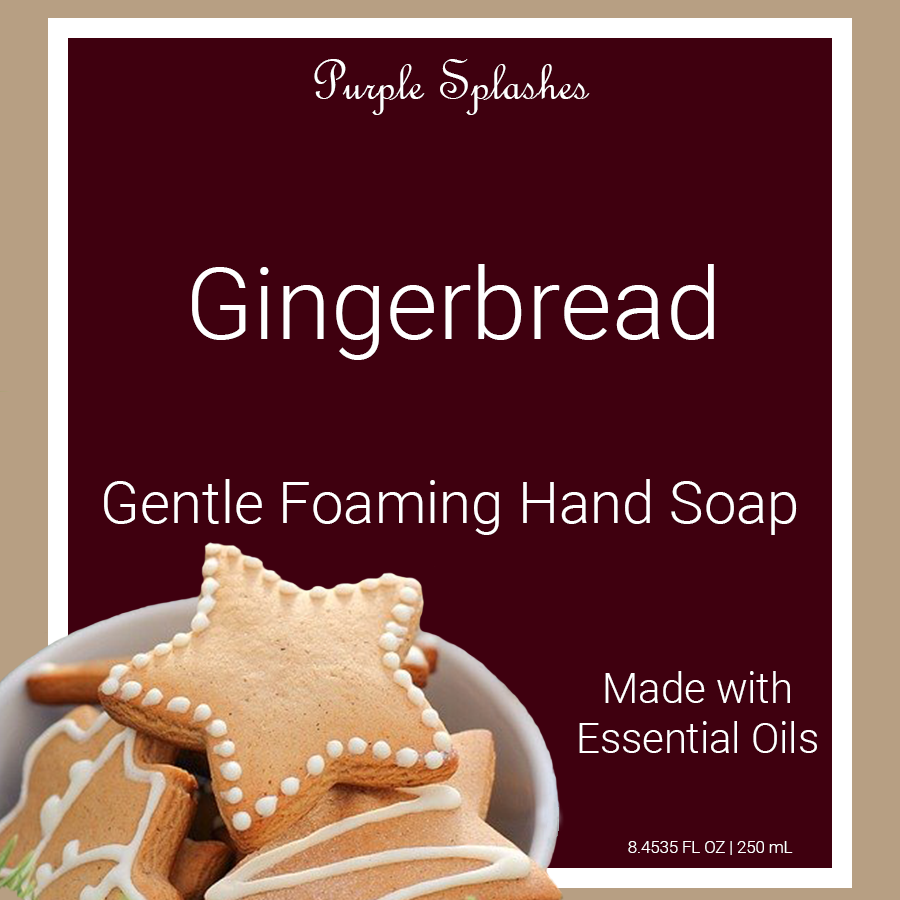 Purple Splashes
Gingerbread
Gentle Foaming Hand Soap
Made with
Essential Oils
8.4535 FL OZ | 250 mL